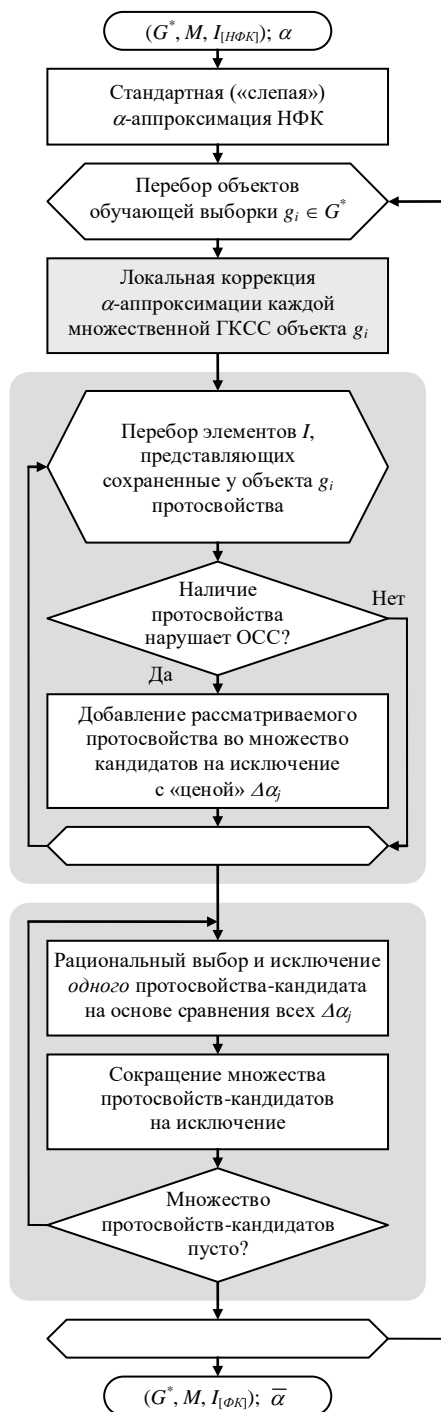 (G*, M, I[НФК]); α
Стандартная («слепая»)
α-аппроксимация НФК
Перебор объектов
обучающей выборки gi ∈ G*
Локальная коррекция
α-аппроксимации каждой
множественной ГКСС объекта gi
Перебор элементов I,
представляющих
сохраненные у объекта gi
протосвойства
Наличие
протосвойства
нарушает ОСС?
Нет
Да
Добавление рассматриваемого
протосвойства во множество
кандидатов на исключение
с «ценой» Δαj
Рациональный выбор и исключение
одного протосвойства-кандидата
на основе сравнения всех Δαj
Сокращение множества
протосвойств-кандидатов
на исключение
Множество
протосвойств-кандидатов
пусто?
(G*, M, I[ФК]); α̅